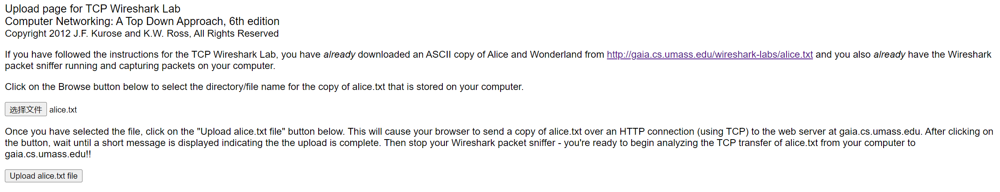 Upload page for TCP Wireshark Lab
Computer Networking: A Top Down Approach, 6th edition
Copyright 2012 J.F. Kurose and K.W. Ross, All Rights Reserved
If you have followed the instructions for the TCP Wireshark Lab, you have already downloaded an ASCII copy of Alice and Wonderland from http://gaia.cs.umass.edu/wireshark-labs/alice.txt and you also already have the Wireshark
packet sniffer running and capturing packets on your computer.
Click on the Browse button below to select the directory/file name for the copy of alice.txt that is stored on your computer.
选择文件 alice.txt
Once you have selected the file, click on the "Upload alice.txt file" button below. This will cause your browser to send a copy of alice.txt over an HTTP connection (using TCP) to the web server at gaia.cs.umass.edu. After clicking on
the button, wait until a short message is displayed indicating the the upload is complete. Then stop your Wireshark packet sniffer - you're ready to begin analyzing the TCP transfer of alice.txt from your computer to
gaia.cs.umass.edu!!
Upload alice.txt file